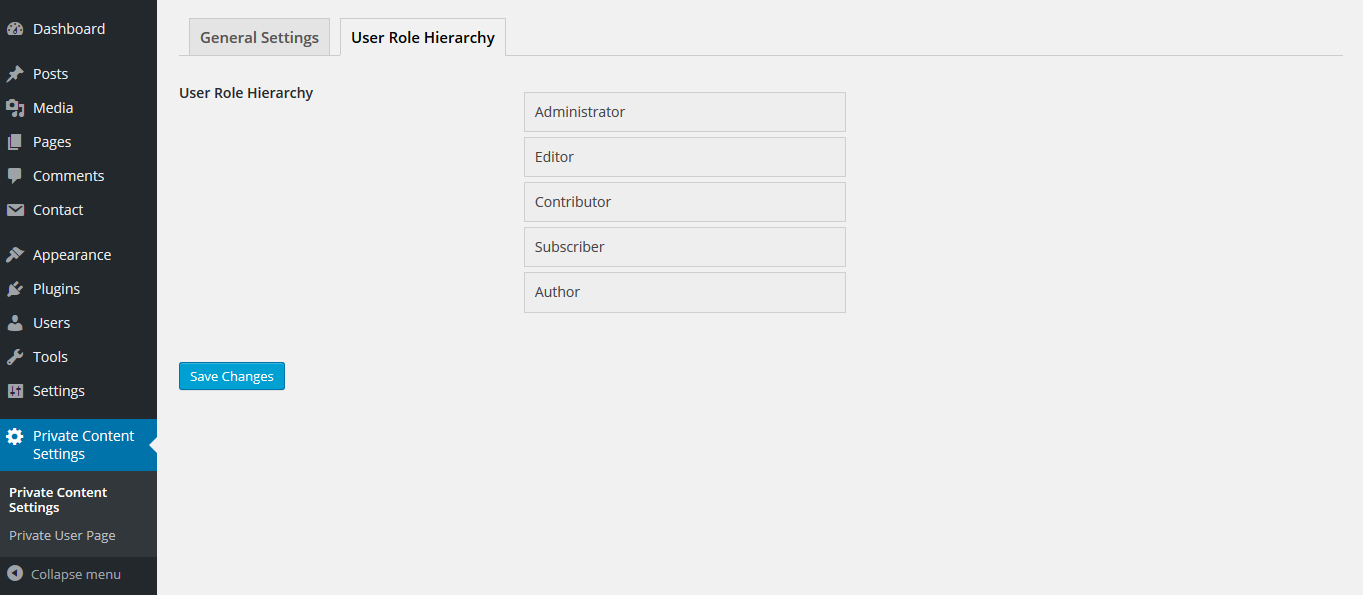 Dashboard
Posts
Media
Pages
Comments
Contact
Appearance
Plugins
Users
Tools
Settings
Private Content
Settings
Private Content
Settings
Private User Page
Collapse menu
General Settings
User Role Hierarchy
User Role Hierarchy
Administrator
Editor
Contributor
Subscriber
Author
Save Changes